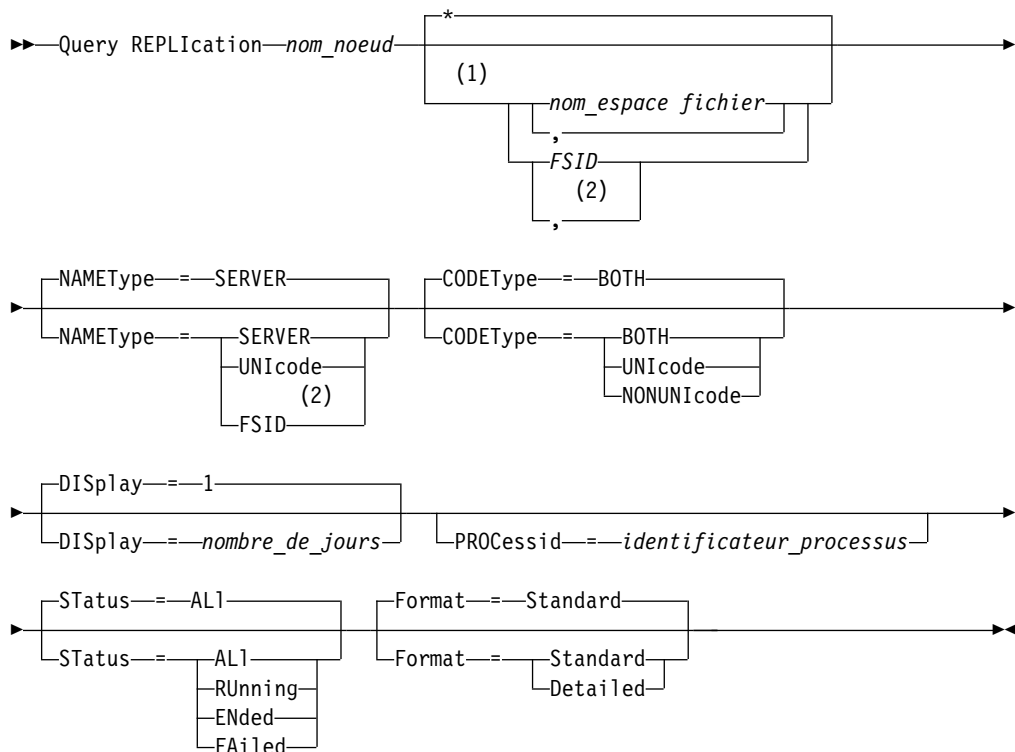 *
Query REPLIcation nom_noeud
(1)
nom_espace fichier
,
FSID
(2)
,
NAMEType = SERVER CODEType = BOTH
NAMEType = SERVER CODEType = BOTH
UNIcode UNIcode
(2) NONUNIcode
FSID
DISplay = 1
DISplay = nombre_de_jours PROCessid = identificateur_processus
STatus = ALl Format = Standard
STatus = ALl Format = Standard
RUnning Detailed
ENded
FAiled